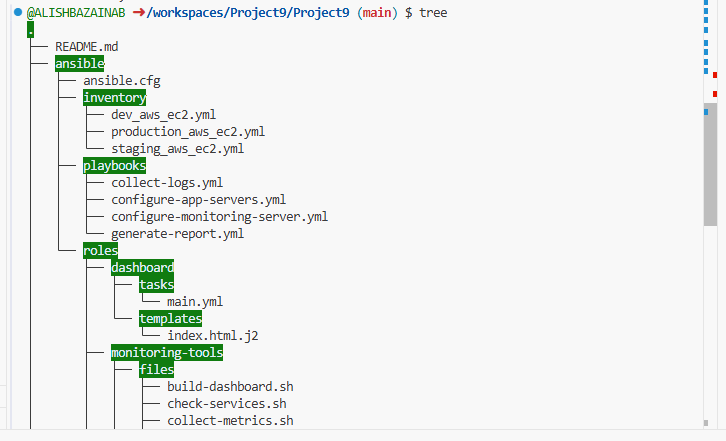 @ALISHBAZAINAB ➜/workspaces/Project9/Project9 (main) $ tree
.
├── README.md
├── ansible
│   ├── ansible.cfg
│   ├── inventory
│   │   ├── dev_aws_ec2.yml
│   │   ├── production_aws_ec2.yml
│   │   └── staging_aws_ec2.yml
│   ├── playbooks
│   │   ├── collect-logs.yml
│   │   ├── configure-app-servers.yml
│   │   ├── configure-monitoring-server.yml
│   │   └── generate-report.yml
│   └── roles
│       ├── dashboard
│       │   ├── tasks
│       │   │   └── main.yml
│       │   └── templates
│       │       └── index.html.j2
│       ├── monitoring-tools
│       │   ├── files
│       │   │   ├── build-dashboard.sh
│       │   │   ├── check-services.sh
│       │   │   ├── collect-metrics.sh